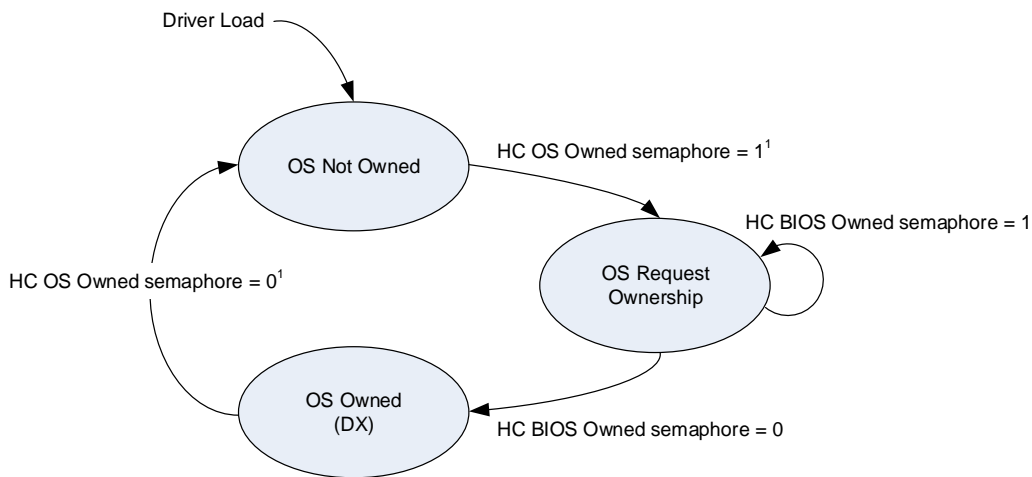 Driver Load
OS Not Owned
HC OS Owned semaphore = 1¹
HC BIOS Owned semaphore = 1
OS Request
Ownership
HC OS Owned semaphore = 0¹
OS Owned
(DX)
HC BIOS Owned semaphore = 0